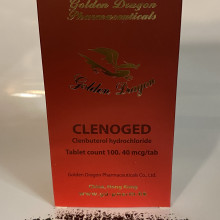 Golden Dragon
Pharmaceuticals
Golden Dragon
CLENOGED
Clenbuterol hydrochloride
Tablet count 100, 40 mcg/tab
Golden Dragon Pharmaceuticals Co. Ltd.